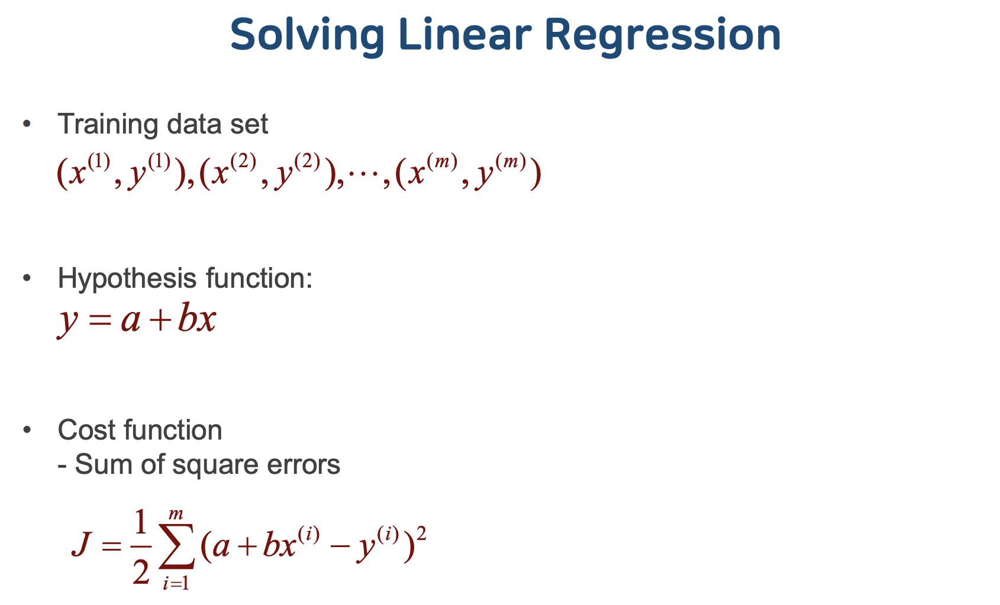 Solving Linear Regression
• Training data set
(x⁽¹⁾, y⁽¹⁾), (x⁽²⁾, y⁽²⁾), ⋯, (x⁽ᵐ⁾, y⁽ᵐ⁾)
• Hypothesis function:
y = a + bx
• Cost function
- Sum of square errors
J = \frac{1}{2} \sum_{i=1}^{m} (a + bx^{(i)} − y^{(i)})^2